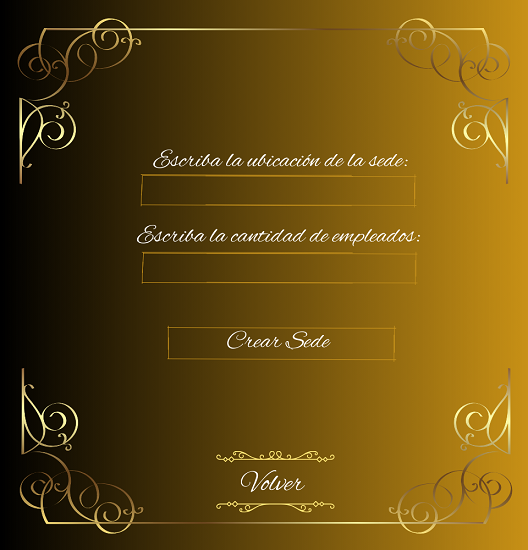 Escriba la ubicación de la sede:
Escriba la cantidad de empleados:
Crear Sede
Volver